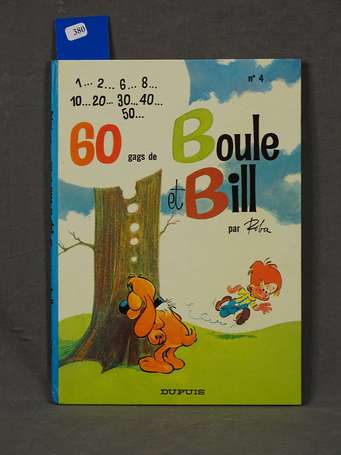 380
1... 2... 6... 8...
n° 4
10... 20... 30... 40...
50...
60 gags de Boule
et Bill
par Roba
DUPUIS